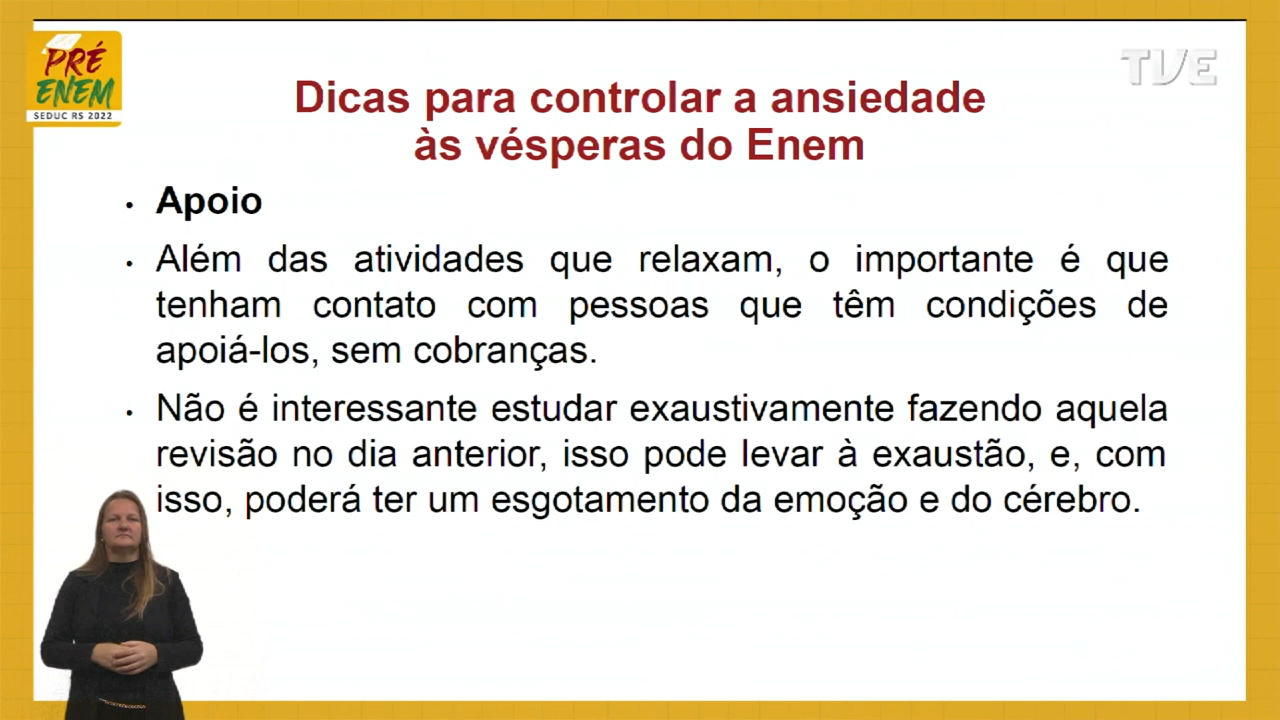 PRÉ
ENEM
SEDUC RS 2022
TVE
Dicas para controlar a ansiedade
às vésperas do Enem
• Apoio
• Além das atividades que relaxam, o importante é que
tenham contato com pessoas que têm condições de
apoiá-los, sem cobranças.
• Não é interessante estudar exaustivamente fazendo aquela
revisão no dia anterior, isso pode levar à exaustão, e, com
isso, poderá ter um esgotamento da emoção e do cérebro.